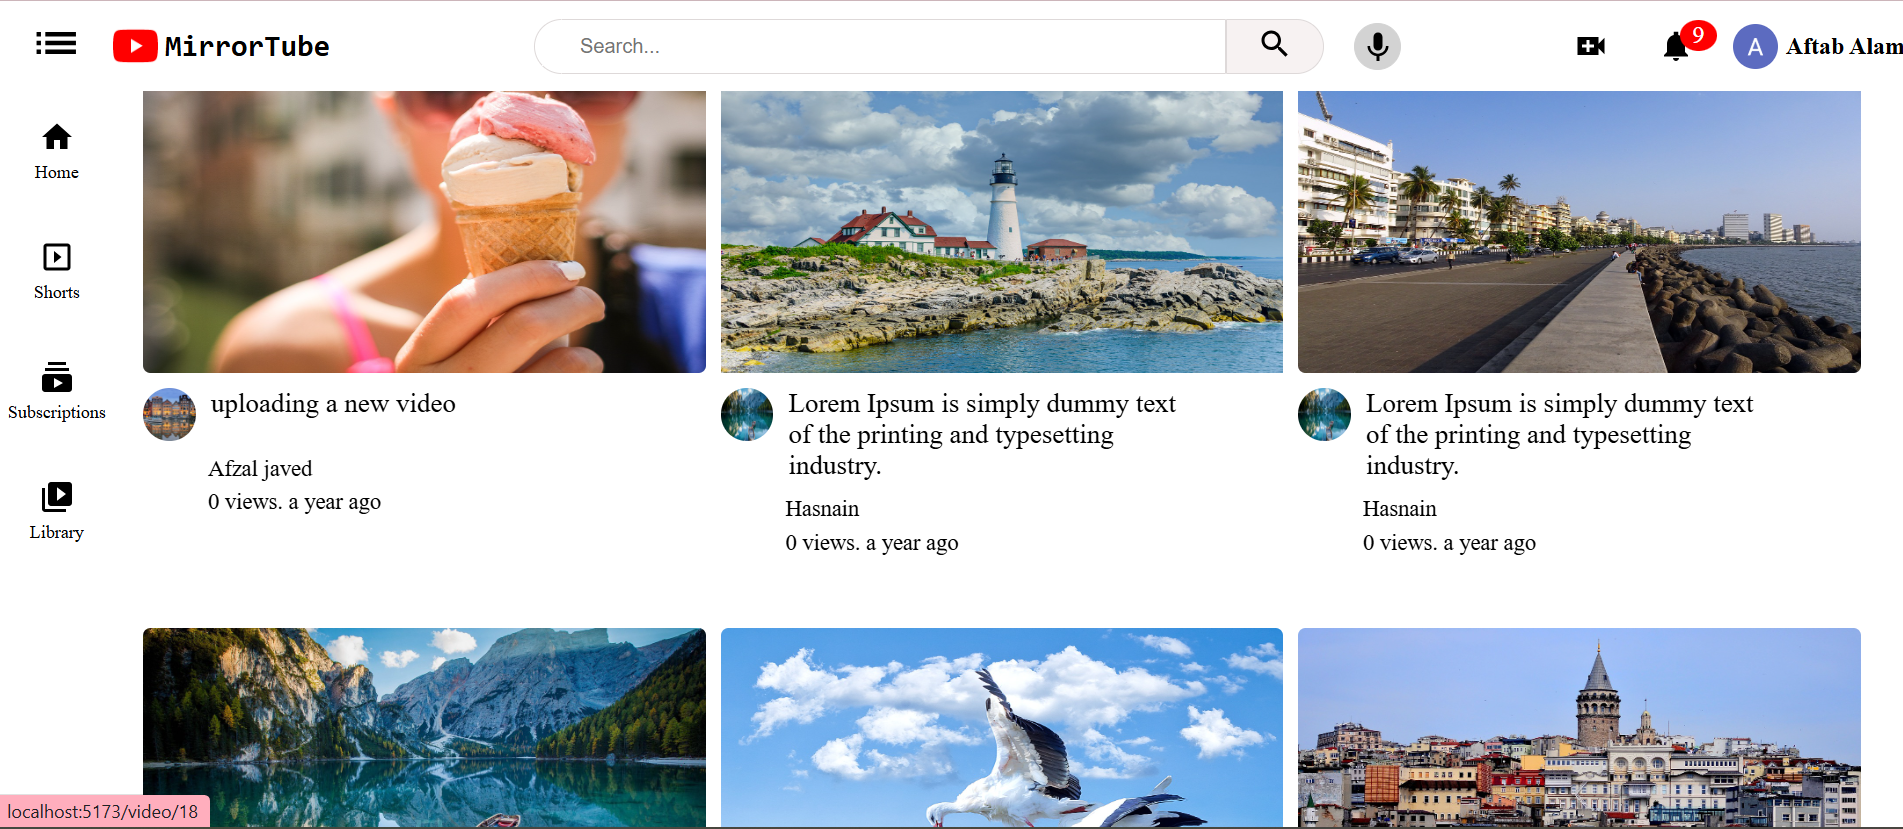 MirrorTube
Search...
9
A
Aftab Alam
Home
Shorts
Subscriptions
Library
uploading a new video
Afzal javed
0 views. a year ago
Lorem Ipsum is simply dummy text
of the printing and typesetting
industry.
Hasnain
0 views. a year ago
Lorem Ipsum is simply dummy text
of the printing and typesetting
industry.
Hasnain
0 views. a year ago
localhost:5173/video/18